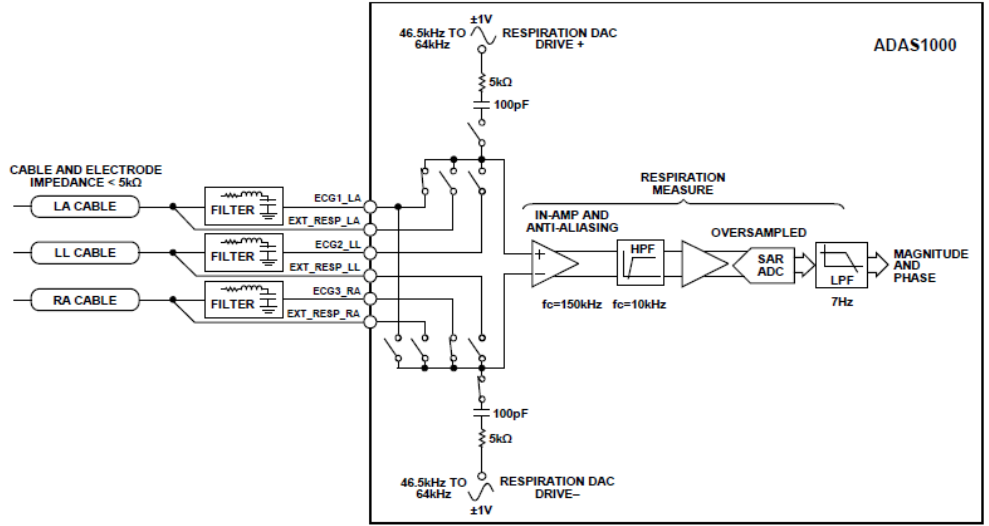 ±1V
46.5kHz TO
64kHz
RESPIRATION DAC
DRIVE +
ADAS1000
5kΩ
100pF
CABLE AND ELECTRODE
IMPEDANCE < 5kΩ
LA CABLE
FILTER
ECG1_LA
EXT_RESP_LA
LL CABLE
FILTER
ECG2_LL
EXT_RESP_LL
RA CABLE
FILTER
ECG3_RA
EXT_RESP_RA
RESPIRATION
MEASURE
IN-AMP AND
ANTI-ALIASING
+
–
fc=150kHz
HPF
fc=10kHz
OVERSAMPLED
SAR
ADC
LPF
7Hz
MAGNITUDE
AND
PHASE
100pF
5kΩ
46.5kHz TO
64kHz
RESPIRATION DAC
DRIVE–
±1V